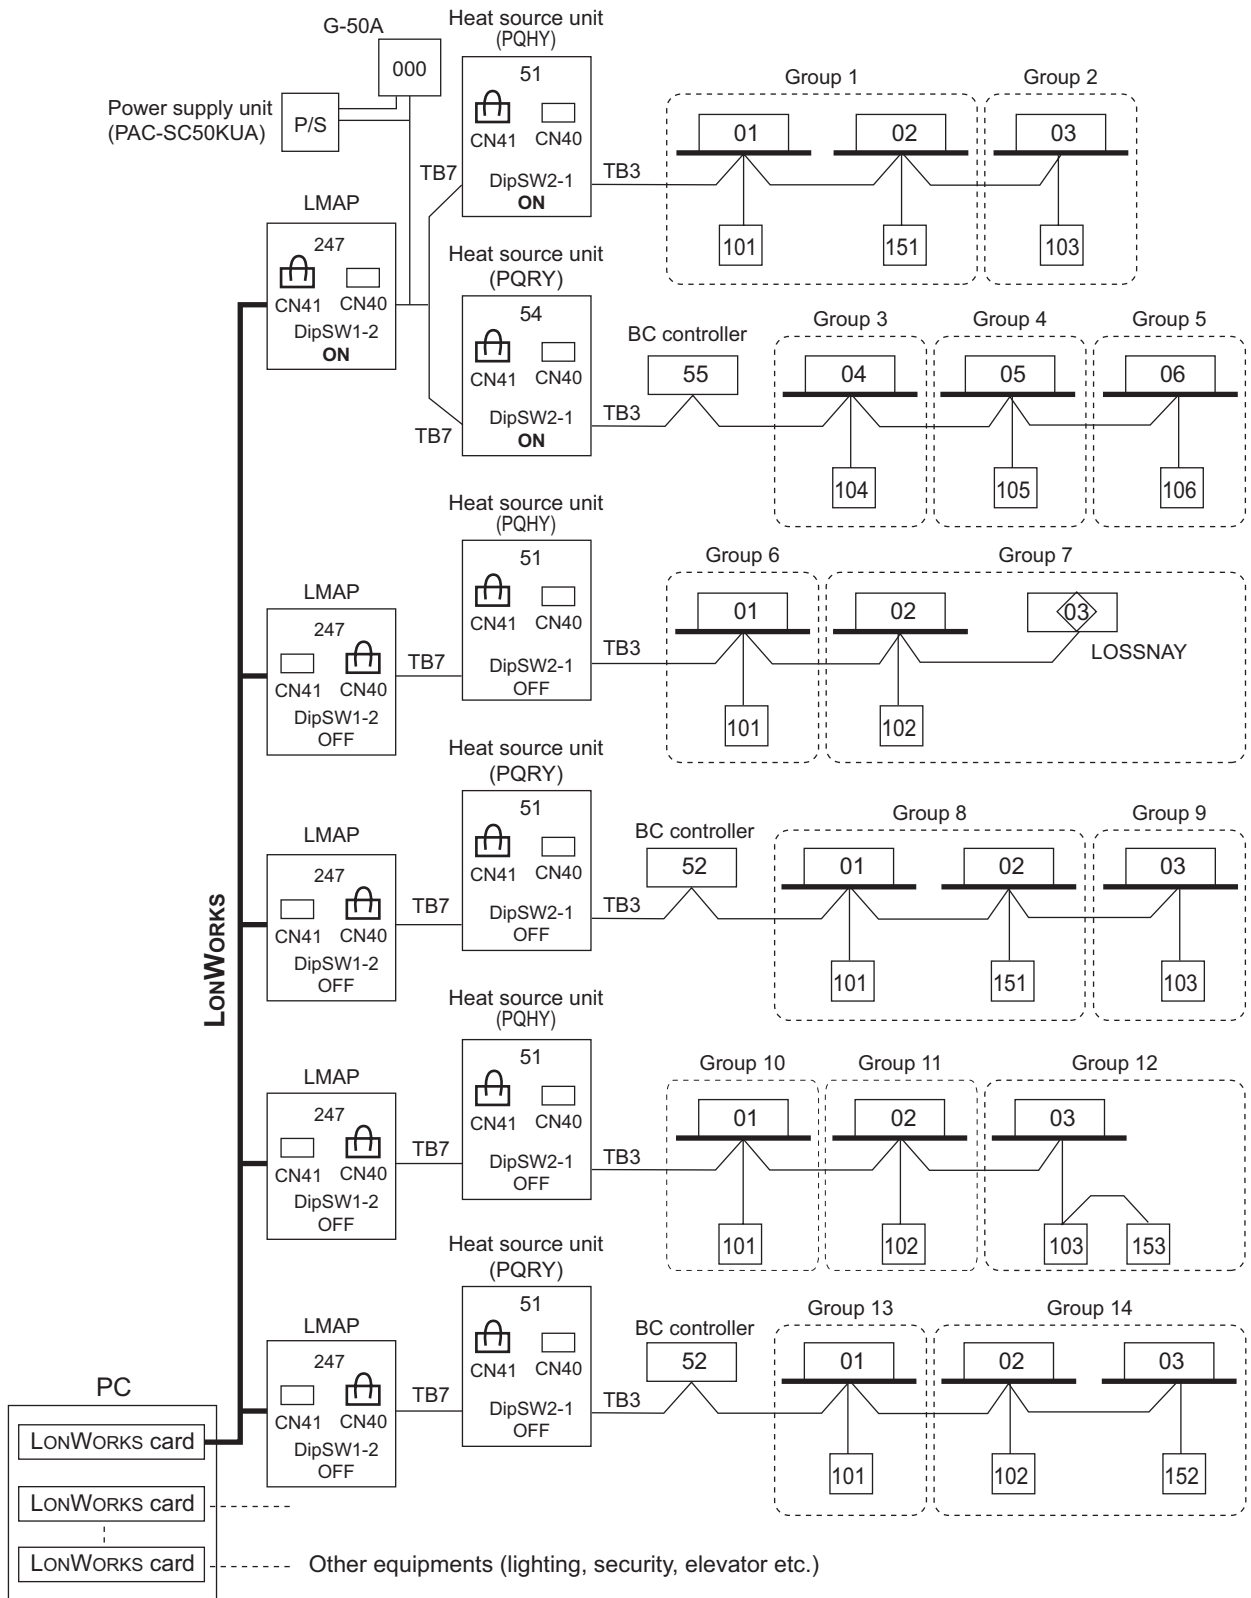 G-50A
000
Power supply unit
(PAC-SC50KUA)
P/S
Heat source unit
(PQHY)
51
CN41 CN40
DipSW2-1
ON
TB7
TB3
Group 1
Group 2
01
02
03
101
151
103
LMAP
247
CN41 CN40
DipSW1-2
ON
Heat source unit
(PQRY)
54
CN41 CN40
DipSW2-1
ON
TB7
TB3
BC controller
55
Group 3
Group 4
Group 5
04
05
06
104
105
106
LMAP
247
CN41 CN40
DipSW1-2
OFF
TB7
Heat source unit
(PQHY)
51
CN41 CN40
DipSW2-1
OFF
TB3
Group 6
Group 7
01
02
03
LOSSNAY
101
102
LMAP
247
CN41 CN40
DipSW1-2
OFF
TB7
Heat source unit
(PQRY)
51
CN41 CN40
DipSW2-1
OFF
TB3
BC controller
52
Group 8
Group 9
01
02
03
101
151
103
LONWORKS
LMAP
247
CN41 CN40
DipSW1-2
OFF
TB7
Heat source unit
(PQHY)
51
CN41 CN40
DipSW2-1
OFF
TB3
Group 10
Group 11
Group 12
01
02
03
101
102
103
153
LMAP
247
CN41 CN40
DipSW1-2
OFF
TB7
Heat source unit
(PQRY)
51
CN41 CN40
DipSW2-1
OFF
TB3
BC controller
52
Group 13
Group 14
01
02
03
101
102
152
PC
LONWORKS card
LONWORKS card
LONWORKS card
Other equipments (lighting, security, elevator etc.)